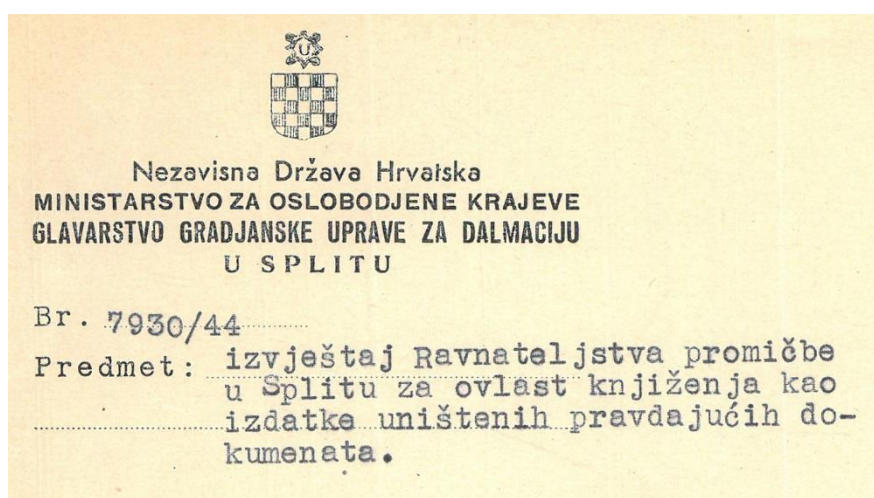 U
Nezavisna Država Hrvatska
MINISTARSTVO ZA OSLOBODJENE KRAJEVE
GLAVARSTVO GRADJANSKE UPRAVE ZA DALMACIJU
U SPLITU
Br. 7930/44
Predmet: izvještaj Ravnateljstva promičbe
u Splitu za ovlast knjiženja kao
izdatke uništenih pravdajućih do-
kumenata.